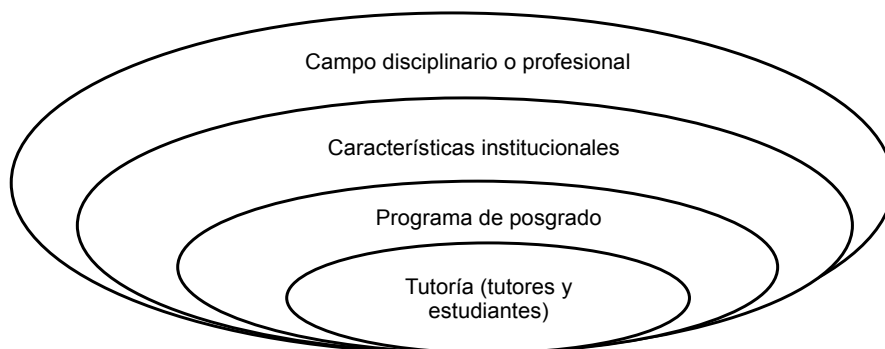 Campo disciplinario o profesional
Características institucionales
Programa de posgrado
Tutoría (tutores y
estudiantes)